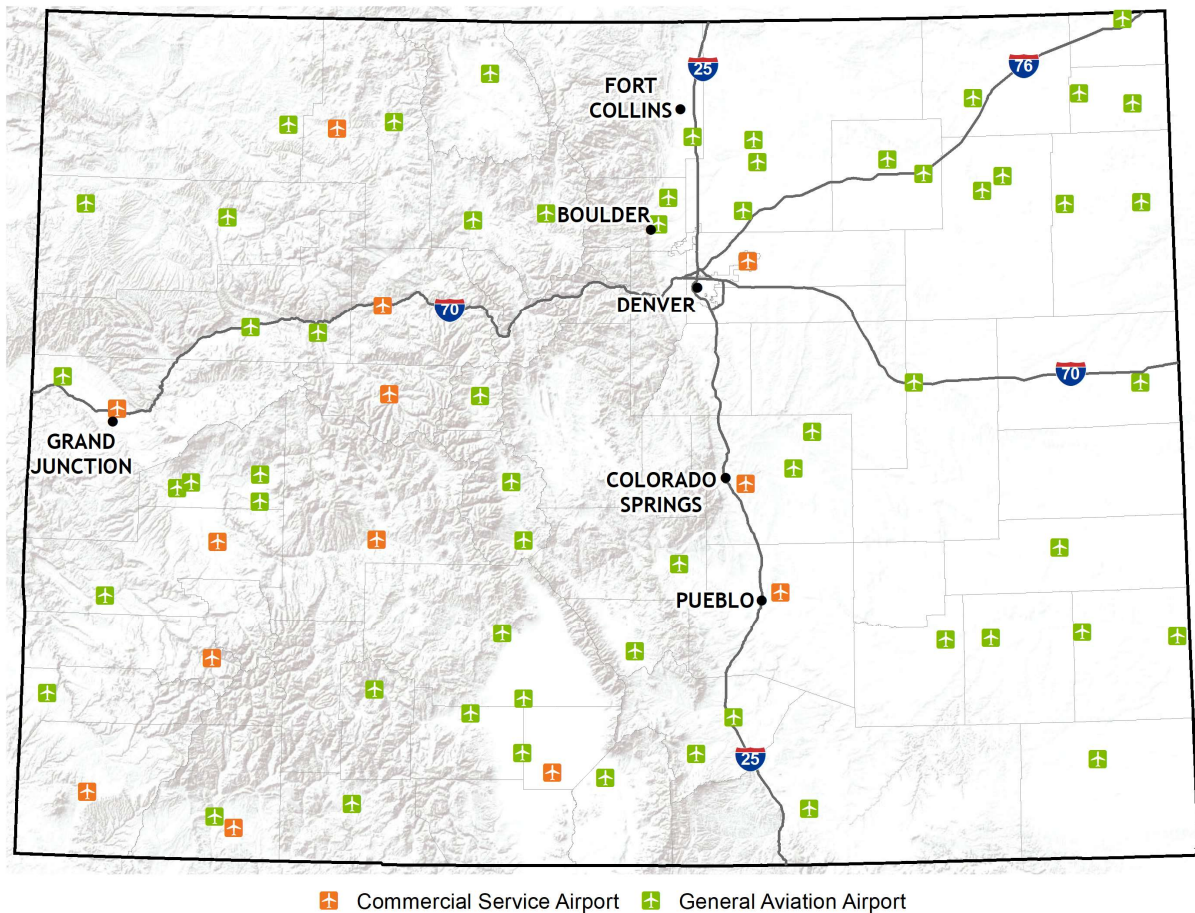 25
76
FORT
COLLINS
BOULDER
DENVER
70
70
GRAND
JUNCTION
COLORADO
SPRINGS
PUEBLO
25
Commercial Service Airport
General Aviation Airport